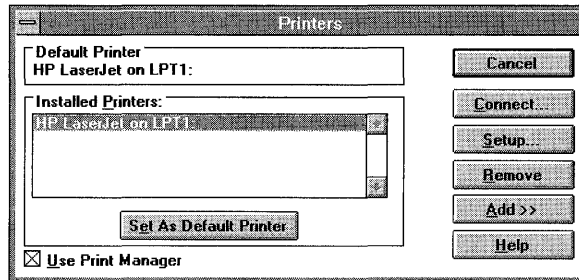 Printers
Default Printer
HP LaserJet on LPT1:
Installed Printers:
HP LaserJet on LPT1:
Set As Default Printer
Use Print Manager
Cancel
Connect...
Setup...
Remove
Add >>
Help